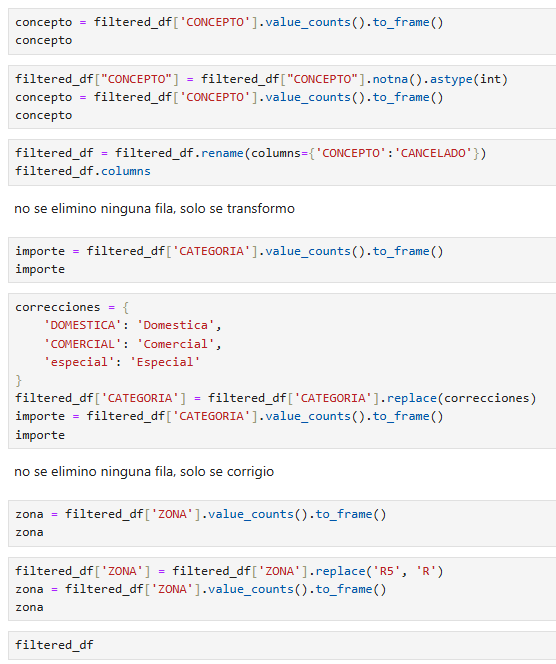 concepto = filtered_df['CONCEPTO'].value_counts().to_frame()
concepto
filtered_df["CONCEPTO"] = filtered_df["CONCEPTO"].notna().astype(int)
concepto = filtered_df['CONCEPTO'].value_counts().to_frame()
concepto
filtered_df = filtered_df.rename(columns={'CONCEPTO':'CANCELADO'})
filtered_df.columns
no se elimino ninguna fila, solo se transformo
importe = filtered_df['CATEGORIA'].value_counts().to_frame()
importe
correcciones = {
    'DOMESTICA': 'Domestica',
    'COMERCIAL': 'Comercial',
    'especial': 'Especial'
}
filtered_df['CATEGORIA'] = filtered_df['CATEGORIA'].replace(correcciones)
importe = filtered_df['CATEGORIA'].value_counts().to_frame()
importe
no se elimino ninguna fila, solo se corrigio
zona = filtered_df['ZONA'].value_counts().to_frame()
zona
filtered_df['ZONA'] = filtered_df['ZONA'].replace('R5', 'R')
zona = filtered_df['ZONA'].value_counts().to_frame()
zona
filtered_df